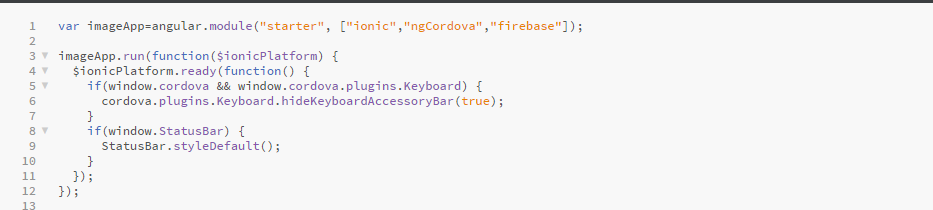 1 var imageApp=angular.module("starter", ["ionic","ngCordova","firebase"]);
2
3 imageApp.run(function($ionicPlatform) {
4   $ionicPlatform.ready(function() {
5     if(window.cordova && window.cordova.plugins.Keyboard) {
6       cordova.plugins.Keyboard.hideKeyboardAccessoryBar(true);
7     }
8     if(window.StatusBar) {
9       StatusBar.styleDefault();
10     }
11   });
12 });
13